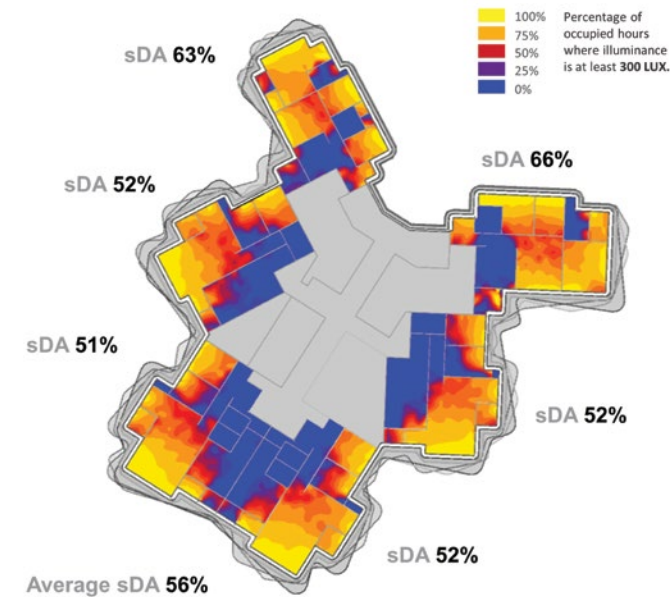 100%
75%
50%
25%
0%
Percentage of
occupied hours
where illuminance
is at least 300 LUX.
sDA 63%
sDA 66%
sDA 52%
sDA 51%
sDA 52%
sDA 52%
Average sDA 56%